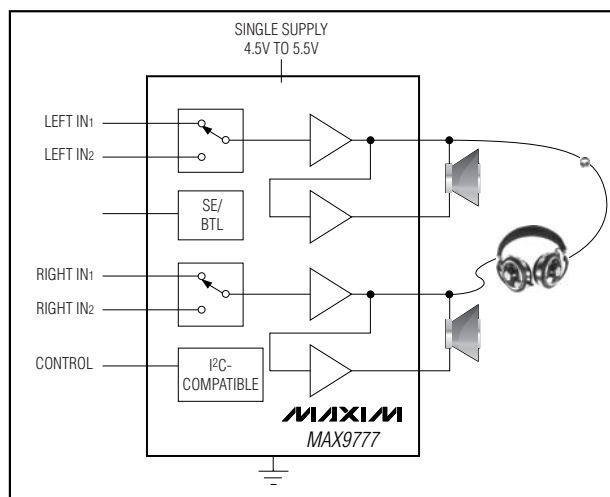 SINGLE SUPPLY
4.5V TO 5.5V
LEFT IN1
LEFT IN2
SE/
BTL
RIGHT IN1
RIGHT IN2
CONTROL
I2C-
COMPATIBLE
MAXIM
MAX9777